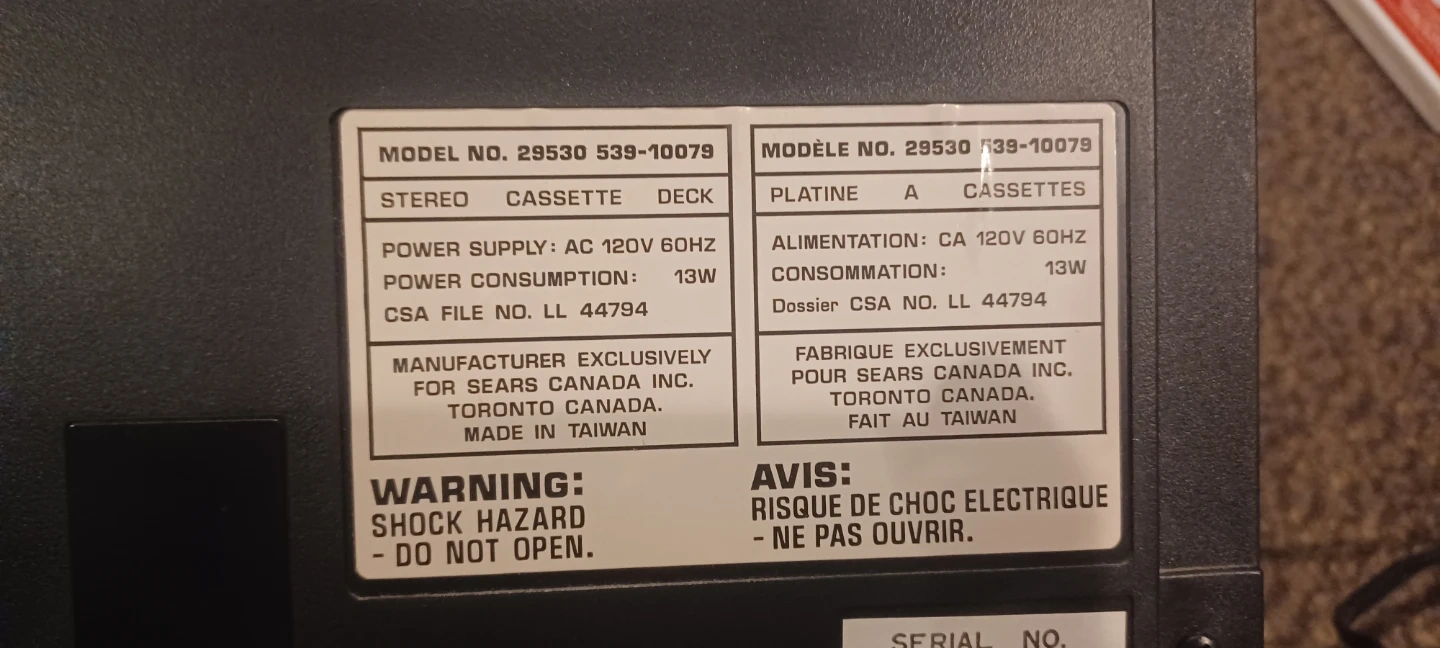 MODEL NO. 29530 539-10079
STEREO CASSETTE DECK
POWER SUPPLY: AC 120V 60HZ
POWER CONSUMPTION: 13W
CSA FILE NO. LL 44794
MANUFACTURER EXCLUSIVELY
FOR SEARS CANADA INC.
TORONTO CANADA.
MADE IN TAIWAN
WARNING:
SHOCK HAZARD
- DO NOT OPEN.
MODÈLE NO. 29530 539-10079
PLATINE A CASSETTES
ALIMENTATION: CA 120V 60HZ
CONSOMMATION: 13W
Dossier CSA NO. LL 44794
FABRIQUE EXCLUSIVEMENT
POUR SEARS CANADA INC.
TORONTO CANADA.
FAIT AU TAIWAN
AVIS:
RISQUE DE CHOC ELECTRIQUE
- NE PAS OUVRIR.
SERIAL NO.